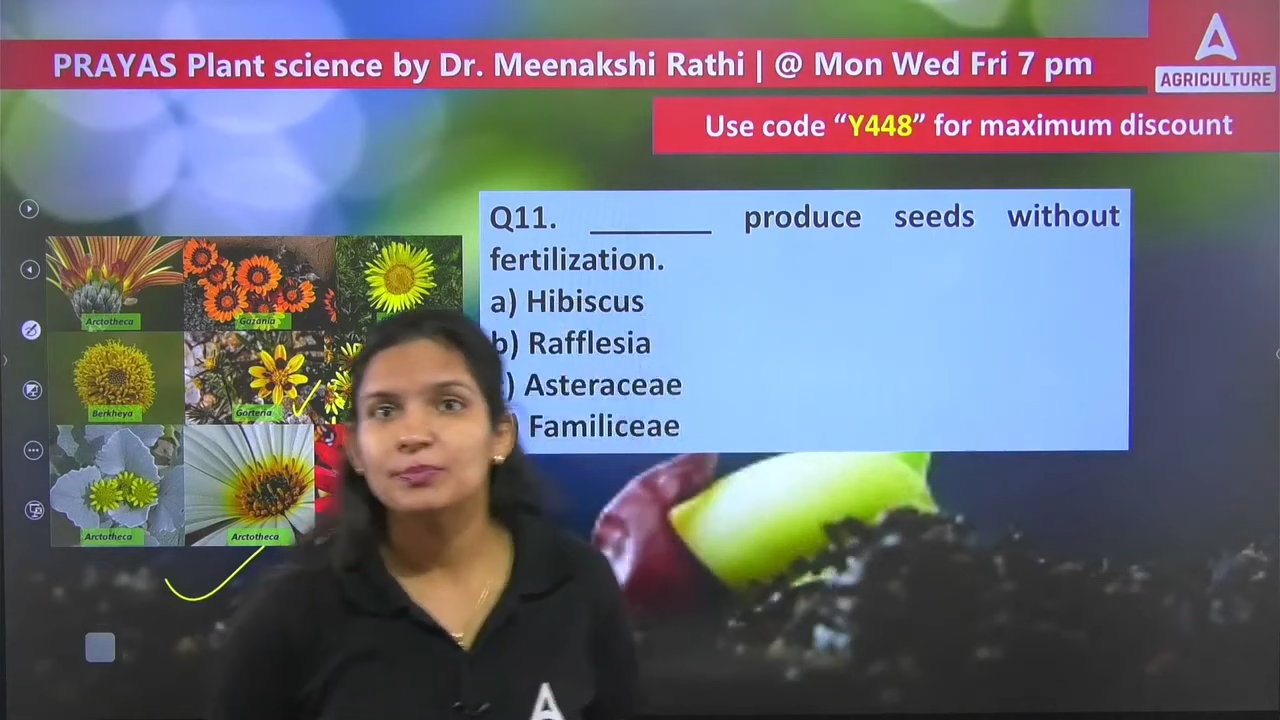 PRAYAS Plant science by Dr. Meenakshi Rathi | @ Mon Wed Fri 7 pm
AGRICULTURE
Use code “Y448” for maximum discount
Q11. ________ produce seeds without
fertilization.
a) Hibiscus
b) Rafflesia
) Asteraceae
Familiceae
Arctotheca
Gazania
Berkheya
Gorteria
Arctotheca
Arctotheca